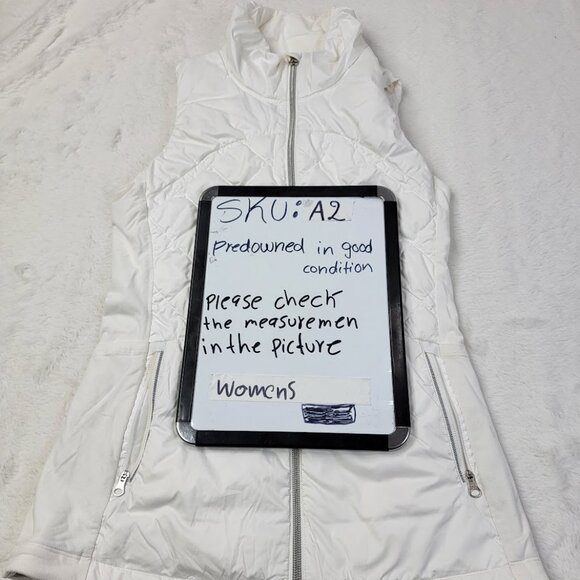 SKU: A2
Predowned in good
condition
Please check
the measuremen
in the picture
Womens